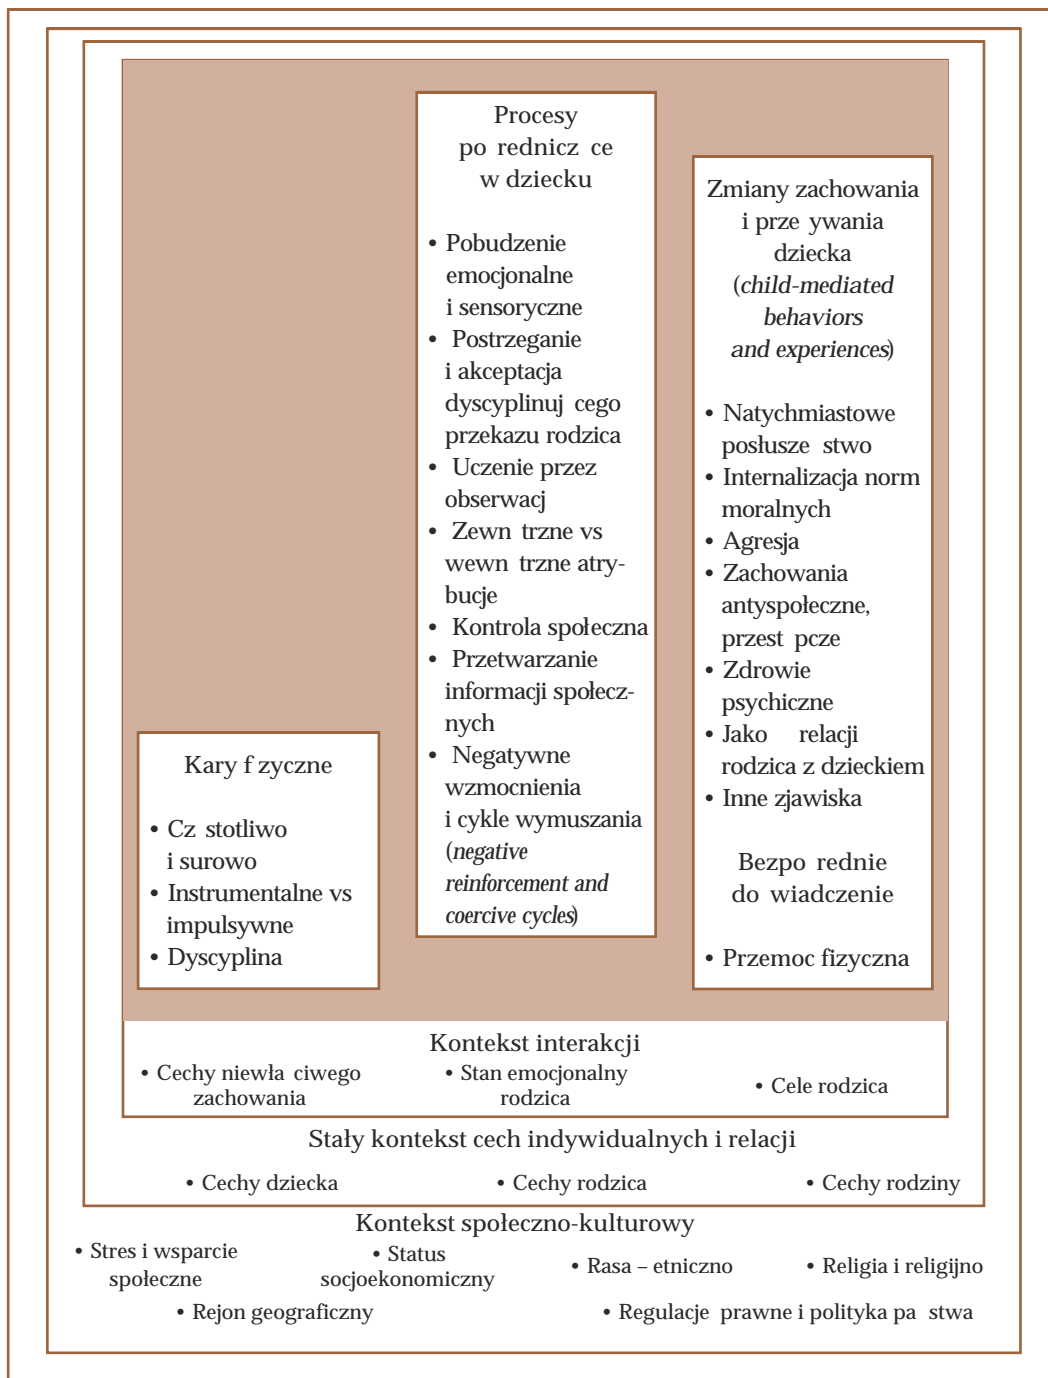 Procesy
po rednicz ce
w dziecku
• Pobudzenie
emocjonalne
i sensoryczne
• Postrzeganie
i akceptacja
dyscyplinuj cego
przekazu rodzica
• Uczenie przez
obserwacj
• Zewn trzne vs
wewn trzne atry-
bucje
• Kontrola społeczna
• Przetwarzanie
informacji społecz-
nych
• Negatywne
wzmocnienia
i cykle wymuszania
(negative
reinforcement and
coercive cycles)
Zmiany zachowania
i prze ywania
dziecka
(child-mediated
behaviors
and experiences)
• Natychmiastowe
posłusze stwo
• Internalizacja norm
moralnych
• Agresja
• Zachowania
antyspołeczne,
przest pcze
• Zdrowie
psychiczne
• Jako relacji
rodzica z dzieckiem
• Inne zjawiska
Bezpo rednie
do wiadczenie
• Przemoc fizyczna
Kary f zyczne
• Cz stotliwo
i surowo
• Instrumentalne vs
impulsywne
• Dyscyplina
Kontekst interakcji
• Cechy niewła ciwego
zachowania
• Stan emocjonalny
rodzica
• Cele rodzica
Stały kontekst cech indywidualnych i relacji
• Cechy dziecka
• Cechy rodzica
• Cechy rodziny
Kontekst społeczno-kulturowy
• Stres i wsparcie
społeczne
• Status
socjoekonomiczny
• Rasa – etniczno
• Religia i religijno
• Rejon geograficzny
• Regulacje prawne i polityka pa stwa